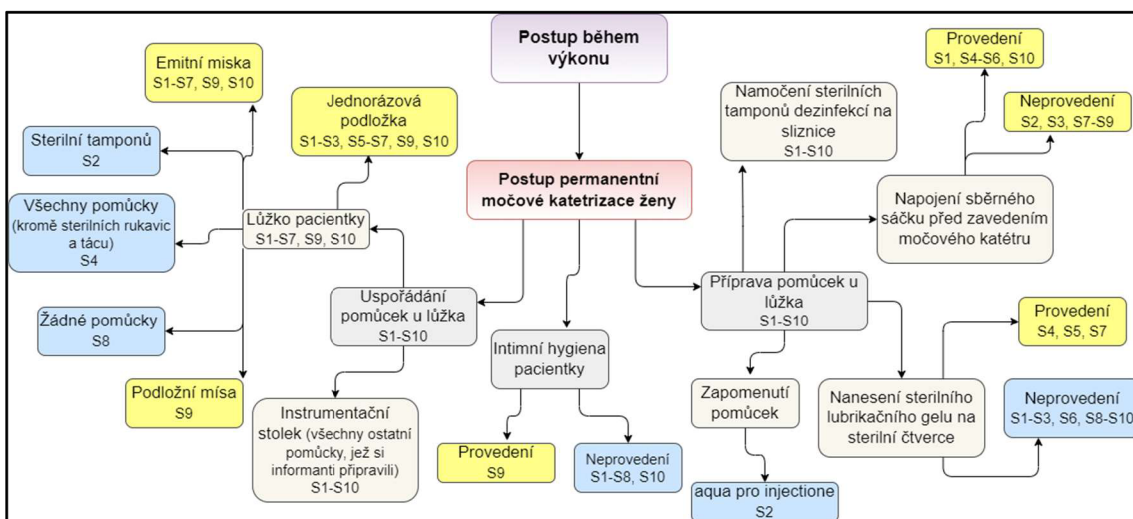 Postup během
výkonu
Postup permanentní
močové katetrizace ženy
Emitní miska
S1-S7, S9, S10
Jednorázová
podložka
S1-S3, S5-S7, S9, S10
Sterilní tamponů
S2
Všechny pomůcky
(kromě sterilních rukavic
a tácu)
S4
Lůžko pacientky
S1-S7, S9, S10
Žádné pomůcky
S8
Podložní mísa
S9
Uspořádání
pomůcek u lůžka
S1-S10
Instrumentační
stolek (všechny ostatní
pomůcky, jež si
informanti připravili)
S1-S10
Intimní hygiena
pacientky
Provedení
S9
Neprovedení
S1-S8, S10
Příprava pomůcek u
lůžka
S1-S10
Namočení sterilních
tamponů dezinfekcí na
sliznice
S1-S10
Napojení sběrného
sáčku před zavedením
močového katétru
Provedení
S1, S4-S6, S10
Neprovedení
S2, S3, S7-S9
Zapomenutí
pomůcek
aqua pro injectione
S2
Nanesení sterilního
lubrikačního gelu na
sterilní čtverce
Provedení
S4, S5, S7
Neprovedení
S1-S3, S6, S8-S10